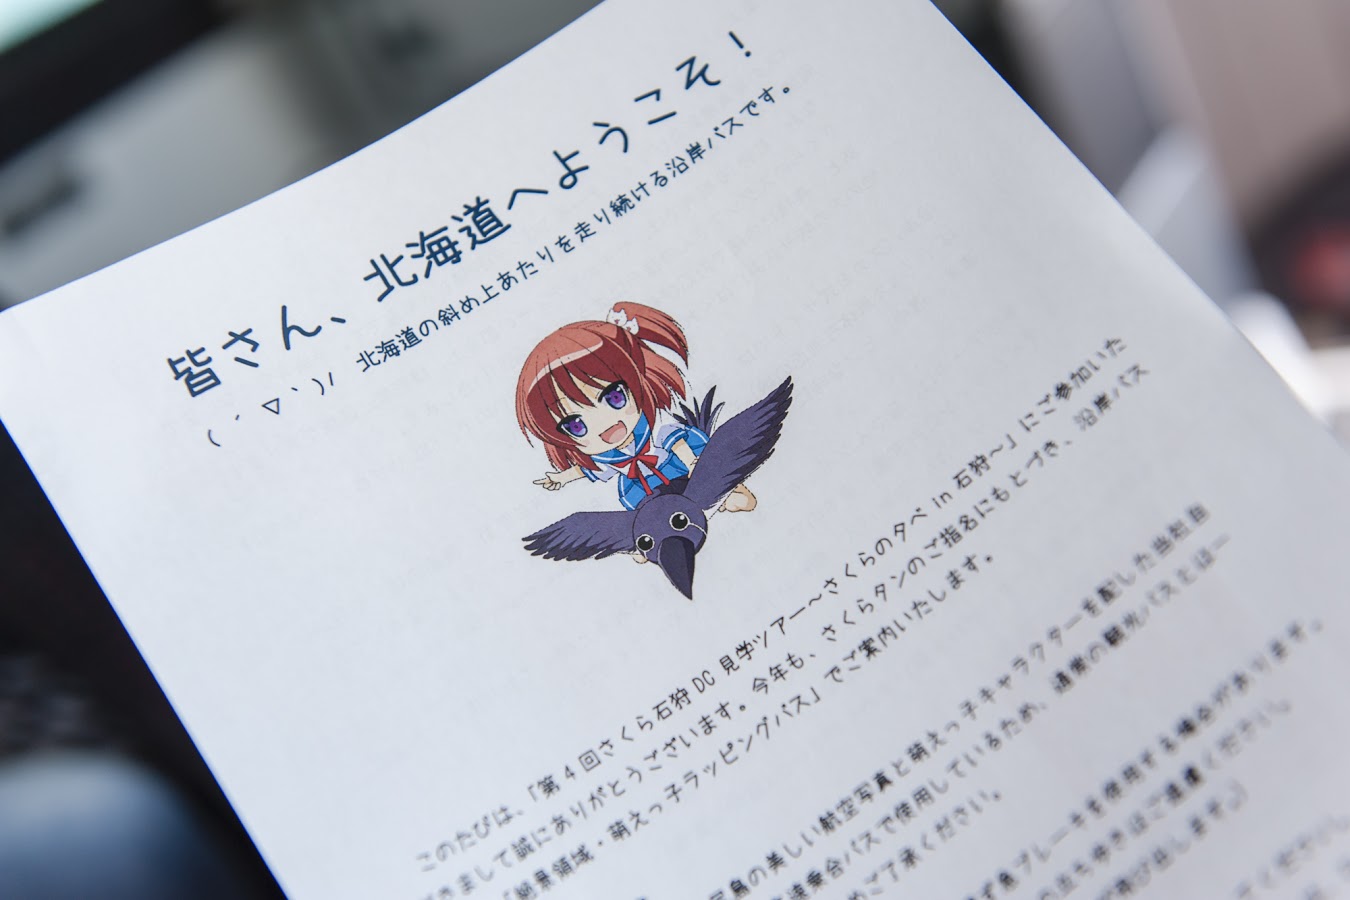 皆さん、北海道へようこそ！
(´▽｀)ﾉ 北海道の斜め上あたりを走り続ける沿岸バスです。
このたびは、「第4回さくら石狩DC見学ツアー～さくらの夕べin石狩～」にご参加いた
だきまして誠にありがとうございます。今年も、さくらタンのご指名にもとづき、沿岸バス
「絶景領域・萌えっ子ラッピングバス」でご案内いたします。
島の美しい航空写真と萌えっ子キャラクターを配した当社自
乗合バスで使用しているため、通常の観光バスとは一
めご了承ください。
急ブレーキを使用する場合があります。
の立ち歩きはご遠慮ください。